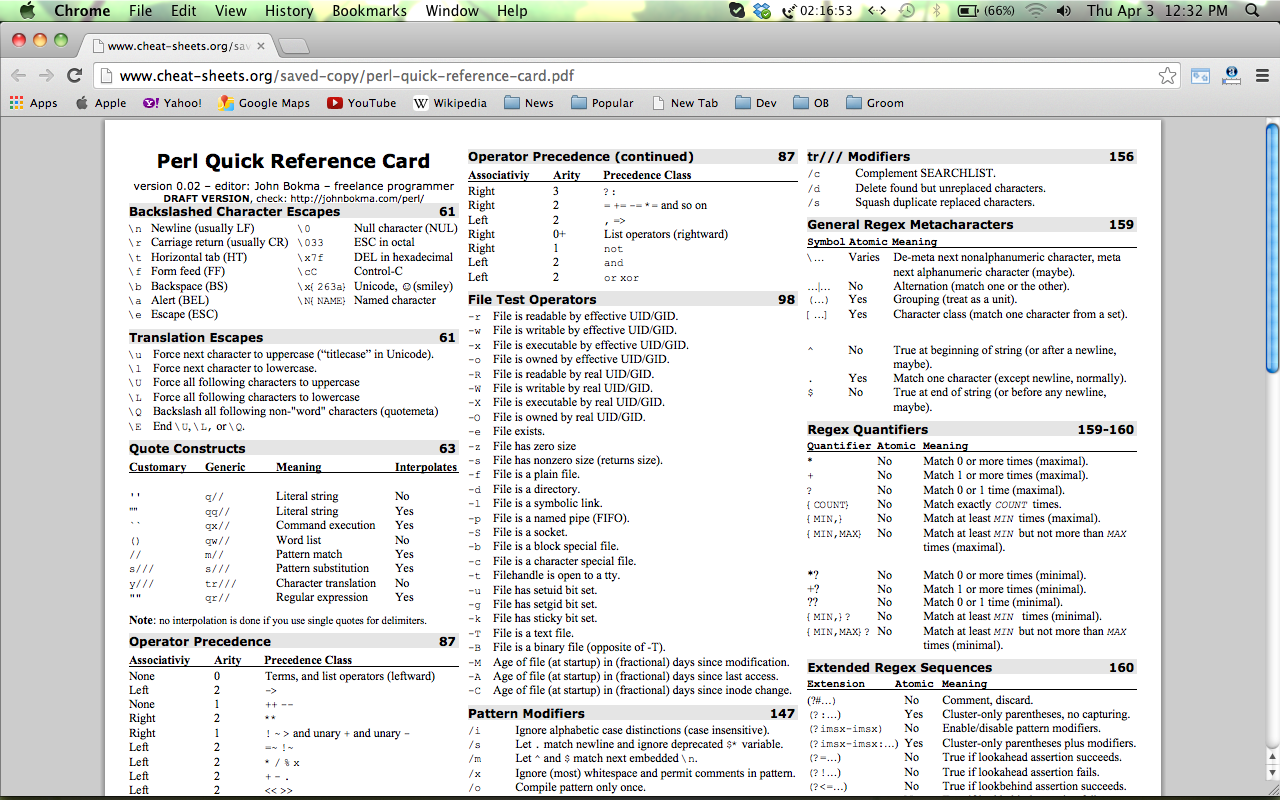 Chrome File Edit View History Bookmarks Window Help 02:16:53 (66%) Thu Apr 3 12:32 PM
www.cheat-sheets.org/sav
www.cheat-sheets.org/saved-copy/perl-quick-reference-card.pdf
Apps Apple Yahoo! Google Maps YouTube Wikipedia News Popular New Tab Dev OB Groom
Perl Quick Reference Card
version 0.02 – editor: John Bokma – freelance programmer
DRAFT VERSION, check: http://johnbokma.com/perl/
Backslashed Character Escapes 61
\n Newline (usually LF) \0 Null character (NUL)
\r Carriage return (usually CR) \033 ESC in octal
\t Horizontal tab (HT) \x7f DEL in hexadecimal
\f Form feed (FF) \cC Control-C
\b Backspace (BS) \x{263a} Unicode, ☺(smiley)
\a Alert (BEL) \N{NAME} Named character
\e Escape (ESC)
Translation Escapes 61
\u Force next character to uppercase (“titlecase” in Unicode).
\l Force next character to lowercase.
\U Force all following characters to uppercase
\L Force all following characters to lowercase
\Q Backslash all following non-"word" characters (quotemeta)
\E End \U, \L, or \Q.
Quote Constructs 63
Customary Generic Meaning Interpolates
'' q// Literal string No
"" qq// Literal string Yes
`` qx// Command execution Yes
() qw// Word list No
// m// Pattern match Yes
s/// s/// Pattern substitution Yes
y/// tr/// Character translation No
"" qr// Regular expression Yes
Note: no interpolation is done if you use single quotes for delimiters.
Operator Precedence 87
Associativiy Arity Precedence Class
None 0 Terms, and list operators (leftward)
Left 2 ->
None 1 ++ --
Right 2 **
Right 1 ! ~ > and unary + and unary -
Left 2 =~ !~
Left 2 * / % x
Left 2 + - .
Left 2 << >>
Operator Precedence (continued) 87
Associativiy Arity Precedence Class
Right 3 ? :
Right 2 = += -= *= and so on
Left 2 , =>
Right 0+ List operators (rightward)
Right 1 not
Left 2 and
Left 2 or xor
File Test Operators 98
-r File is readable by effective UID/GID.
-w File is writable by effective UID/GID.
-x File is executable by effective UID/GID.
-o File is owned by effective UID/GID.
-R File is readable by real UID/GID.
-W File is writable by real UID/GID.
-X File is executable by real UID/GID.
-O File is owned by real UID/GID.
-e File exists.
-z File has zero size
-s File has nonzero size (returns size).
-f File is a plain file.
-d File is a directory.
-l File is a symbolic link.
-p File is a named pipe (FIFO).
-S File is a socket.
-b File is a block special file.
-c File is a character special file.
-t Filehandle is open to a tty.
-u File has setuid bit set.
-g File has setgid bit set.
-k File has sticky bit set.
-T File is a text file.
-B File is a binary file (opposite of -T).
-M Age of file (at startup) in (fractional) days since modification.
-A Age of file (at startup) in (fractional) days since last access.
-C Age of file (at startup) in (fractional) days since inode change.
Pattern Modifiers 147
/i Ignore alphabetic case distinctions (case insensitive).
/s Let . match newline and ignore deprecated $* variable.
/m Let ^ and $ match next embedded \n.
/x Ignore (most) whitespace and permit comments in pattern.
/o Compile pattern only once.
tr/// Modifiers 156
/c Complement SEARCHLIST.
/d Delete found but unreplaced characters.
/s Squash duplicate replaced characters.
General Regex Metacharacters 159
Symbol Atomic Meaning
\... Varies De-meta next nonalphanumeric character, meta
next alphanumeric character (maybe).
...|... No Alternation (match one or the other).
(...) Yes Grouping (treat as a unit).
[...] Yes Character class (match one character from a set).
^ No True at beginning of string (or after a newline,
maybe).
. Yes Match one character (except newline, normally).
$ No True at end of string (or before any newline,
maybe).
Regex Quantifiers 159-160
Quantifier Atomic Meaning
* No Match 0 or more times (maximal).
+ No Match 1 or more times (maximal).
? No Match 0 or 1 time (maximal).
{COUNT} No Match exactly COUNT times.
{MIN,} No Match at least MIN times (maximal).
{MIN,MAX} No Match at least MIN but not more than MAX
times (maximal).
*? No Match 0 or more times (minimal).
+? No Match 1 or more times (minimal).
?? No Match 0 or 1 time (minimal).
{MIN,}? No Match at least MIN times (minimal).
{MIN,MAX}? No Match at least MIN but not more than MAX
times (minimal).
Extended Regex Sequences 160
Extension Atomic Meaning
(?#...) No Comment, discard.
(?:...) Yes Cluster-only parentheses, no capturing.
(?imsx-imsx) No Enable/disable pattern modifiers.
(?imsx-imsx:...) Yes Cluster-only parentheses plus modifiers.
(?=...) No True if lookahead assertion succeeds.
(?!...) No True if lookahead assertion fails.
(?<=...) No True if lookbehind assertion succeeds.